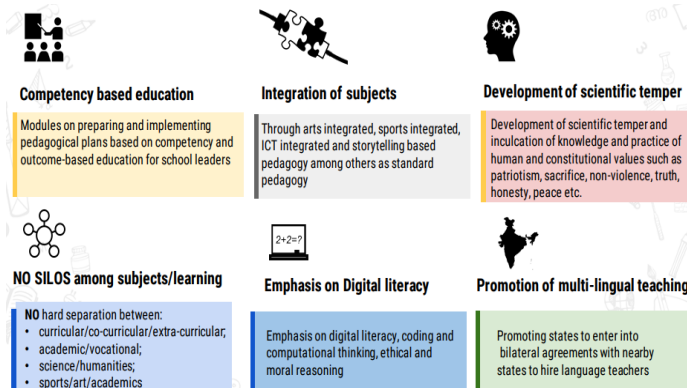 Competency based education
Modules on preparing and implementing
pedagogical plans based on competency and
outcome-based education for school leaders
Integration of subjects
Through arts integrated, sports integrated,
ICT integrated and storytelling based
pedagogy among others as standard
pedagogy
Development of scientific temper
Development of scientific temper and
inculcation of knowledge and practice of
human and constitutional values such as
patriotism, sacrifice, non-violence, truth,
honesty, peace etc.
NO SILOS among subjects/learning
NO hard separation between:
• curricular/co-curricular/extra-curricular;
• academic/vocational;
• science/humanities;
• sports/art/academics
2+2=?
Emphasis on Digital literacy
Emphasis on digital literacy, coding and
computational thinking, ethical and
moral reasoning
Promotion of multi-lingual teaching
Promoting states to enter into
bilateral agreements with nearby
states to hire language teachers